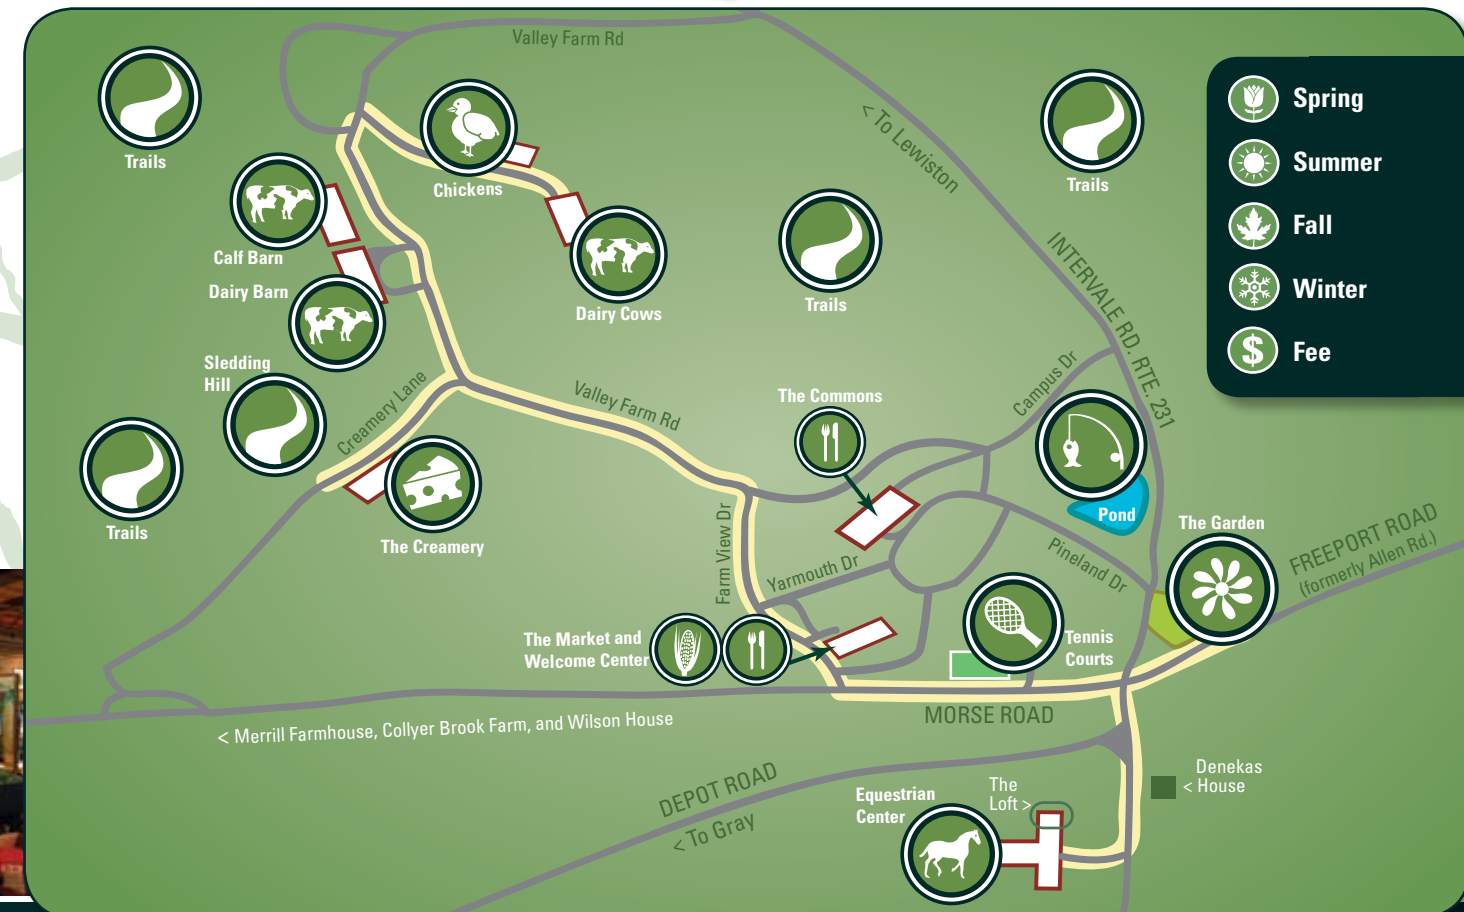 Valley Farm Rd
Trails
Chickens
< To Lewiston
Trails
Spring
Summer
Fall
Winter
$ Fee
Calf Barn
Dairy Barn
Dairy Cows
Trails
INTERVALE RD. RTE. 231
Sledding
Hill
Creamery Lane
Valley Farm Rd
The Commons
Campus Dr
Trails
The Creamery
Farm View Dr
Yarmouth Dr
Pineland Dr
Pond
The Garden
FREEPORT ROAD
(formerly Allen Rd.)
The Market and
Welcome Center
Tennis
Courts
MORSE ROAD
< Merrill Farmhouse, Collyer Brook Farm, and Wilson House
DEPOT ROAD
< To Gray
Equestrian
Center
The
Loft >
Denekas
< House